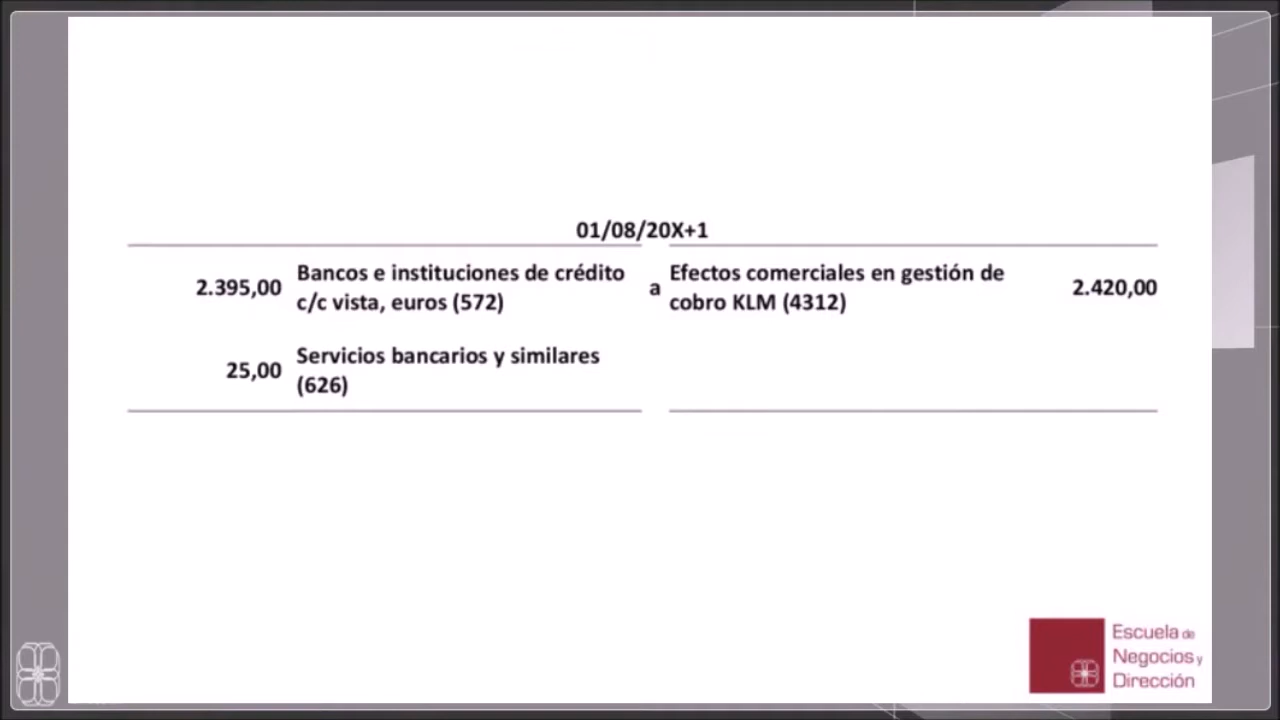 01/08/20X+1
2.395,00 Bancos e instituciones de crédito c/c vista, euros (572) a Efectos comerciales en gestión de cobro KLM (4312) 2.420,00
25,00 Servicios bancarios y similares (626)
Escuela de
Negocios y
Dirección